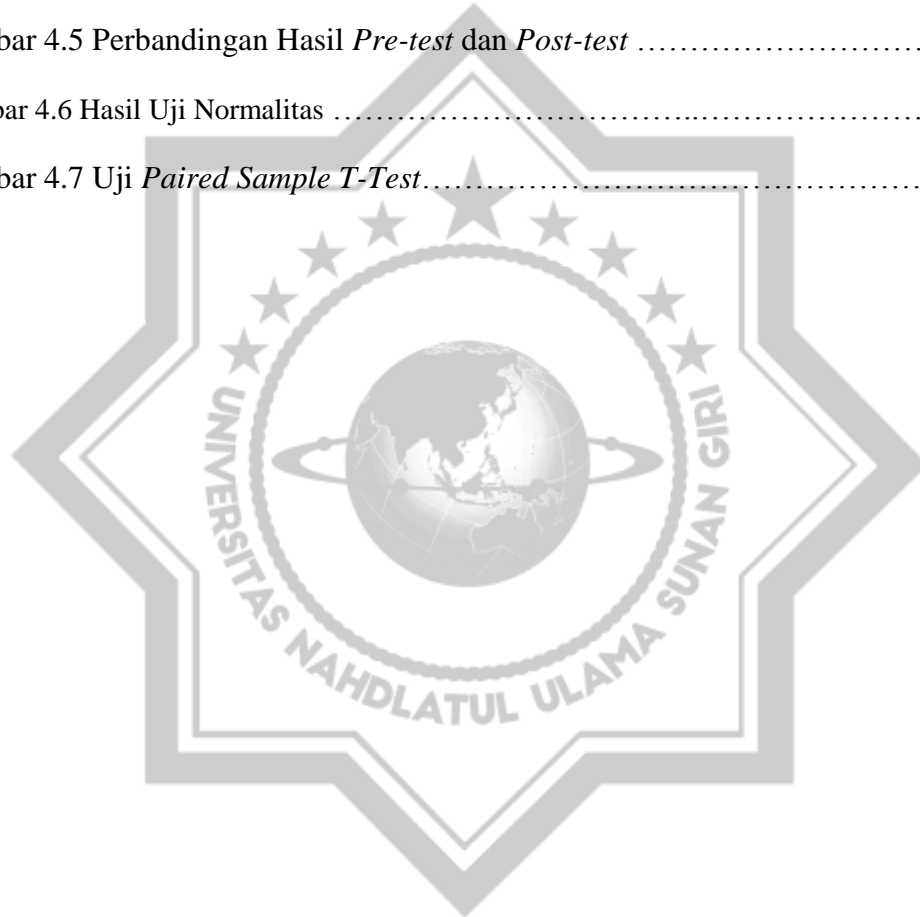 bar 4.5 Perbandingan Hasil Pre-test dan Post-test ………………………
bar 4.6 Hasil Uji Normalitas ……………………………..…………………
bar 4.7 Uji Paired Sample T-Test……………………………………………
UNIVERSITAS NAHDLATUL ULAMA SUNAN GIRI